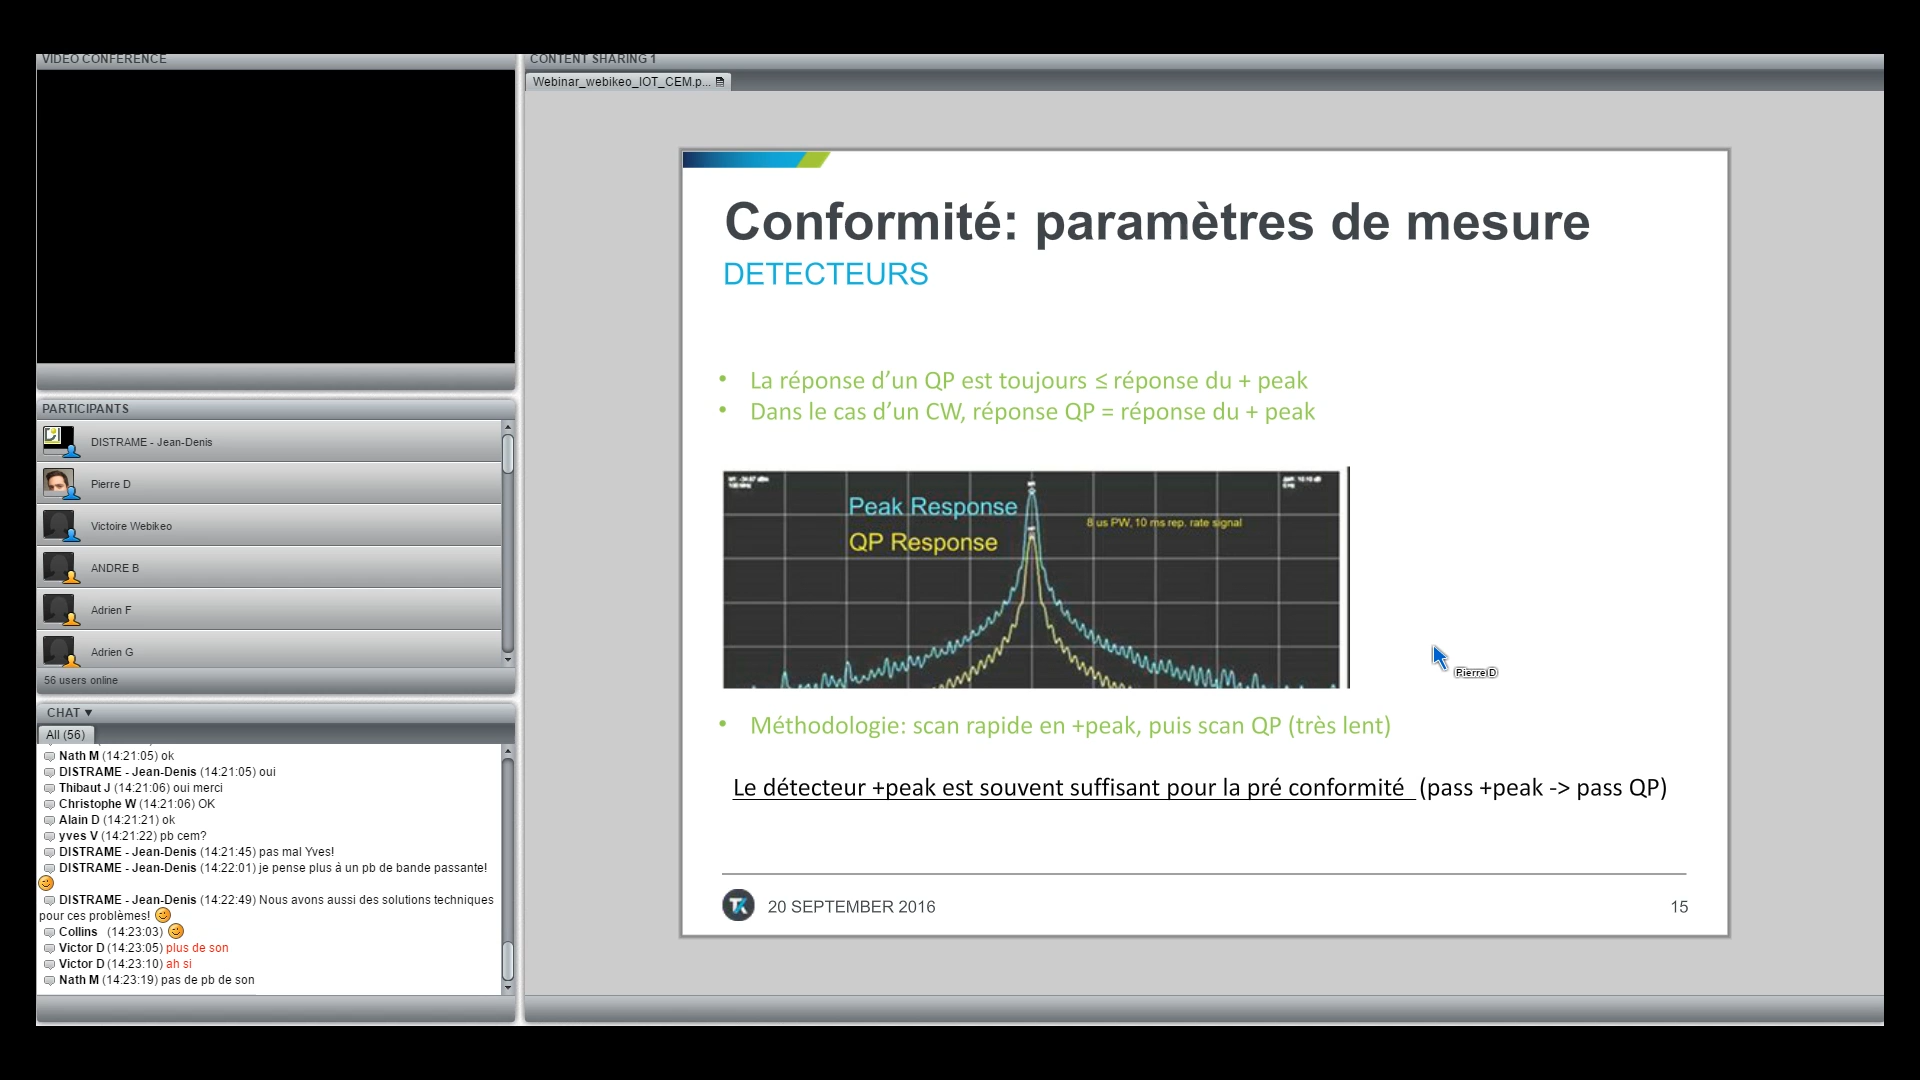 VIDEO CONFERENCE
PARTICIPANTS
DISTRAME - Jean-Denis
Pierre D
Victoire Webikeo
ANDRE B
Adrien F
Adrien G
56 users online
CHAT ▾
All (56)
Nath M (14:21:05) ok
DISTRAME - Jean-Denis (14:21:05) oui
Thibaut J (14:21:06) oui merci
Christophe W (14:21:06) OK
Alain D (14:21:21) ok
yves V (14:21:22) pb cem?
DISTRAME - Jean-Denis (14:21:45) pas mal Yves!
DISTRAME - Jean-Denis (14:22:01) je pense plus à un pb de bande passante!
DISTRAME - Jean-Denis (14:22:49) Nous avons aussi des solutions techniques
pour ces problèmes!
Collins (14:23:03)
Victor D (14:23:05) plus de son
Victor D (14:23:10) ah si
Nath M (14:23:19) pas de pb de son
CONTENT SHARING 1
Webinar_webikeo_IOT_CEM.p...
Conformité: paramètres de mesure
DETECTEURS
• La réponse d’un QP est toujours ≤ réponse du + peak
• Dans le cas d’un CW, réponse QP = réponse du + peak
Peak Response
QP Response
8 us PW, 10 ms rep. rate signal
Pierre D
• Méthodologie: scan rapide en +peak, puis scan QP (très lent)
Le détecteur +peak est souvent suffisant pour la pré conformité (pass +peak -> pass QP)
20 SEPTEMBER 2016
15